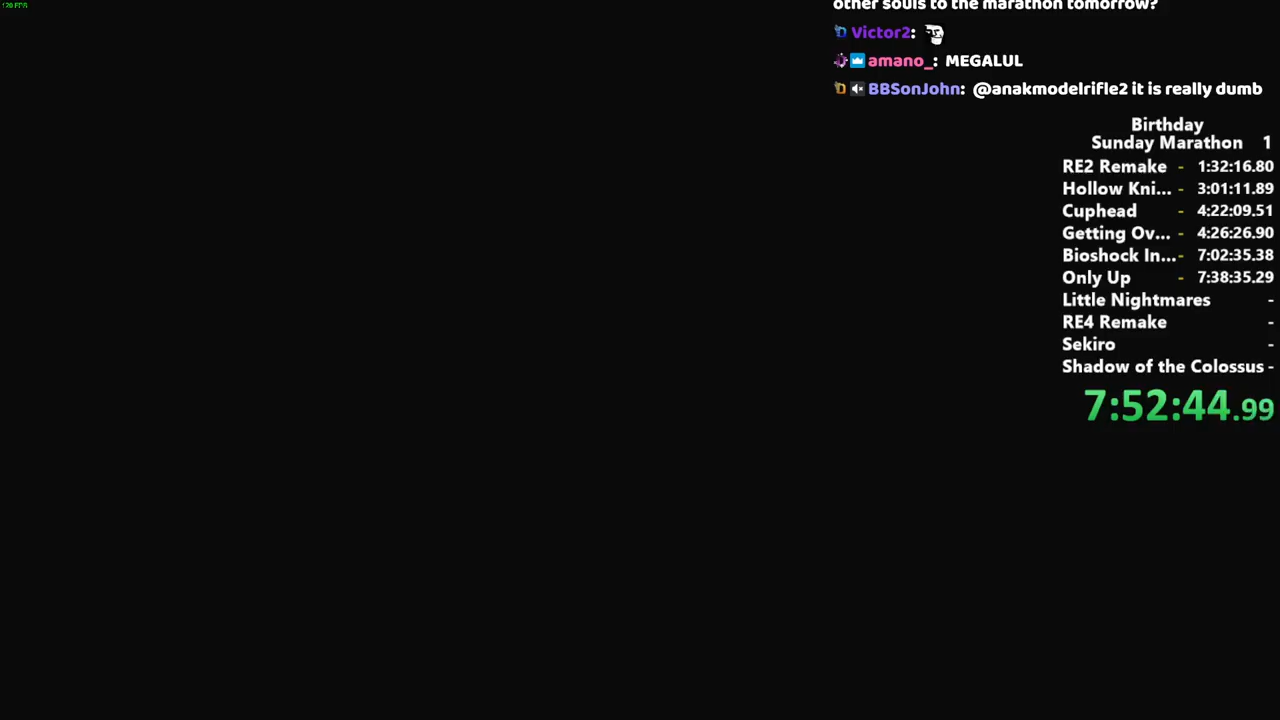 120 FPS
other souls to the marathon tomorrow?
Victor2:
amano_: MEGALUL
BBSonJohn: @anakmodelrifle2 it is really dumb
Birthday
Sunday Marathon 1
RE2 Remake - 1:32:16.80
Hollow Kni... - 3:01:11.89
Cuphead - 4:22:09.51
Getting Ov... - 4:26:26.90
Bioshock In... - 7:02:35.38
Only Up - 7:38:35.29
Little Nightmares -
RE4 Remake -
Sekiro -
Shadow of the Colossus -
7:52:44.99